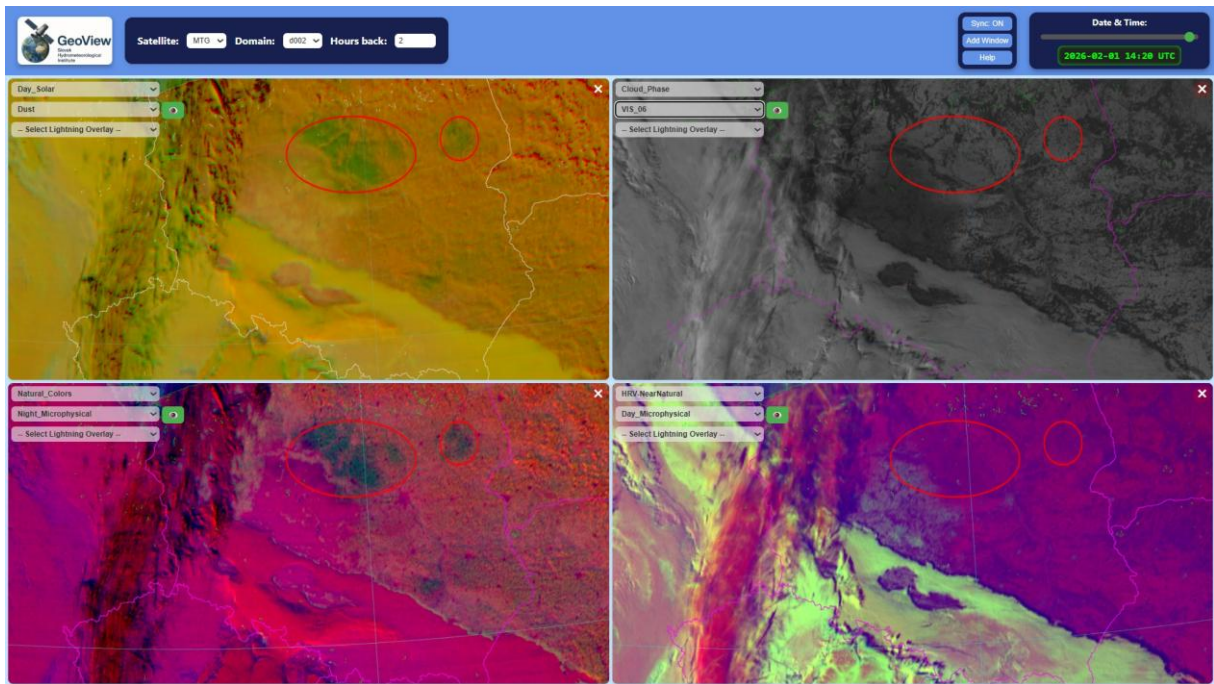 GeoView
Slovak
Hydrometeorological
Institute
Satellite: MTG Domain: d002 Hours back: 2
Sync: ON
Add Window
Help
Date & Time:
2026-02-01 14:20 UTC
Day_Solar
Dust
-- Select Lightning Overlay --
Cloud_Phase
VIS_06
-- Select Lightning Overlay --
Natural_Colors
Night_Microphysical
-- Select Lightning Overlay --
HRV-NearNatural
Day_Microphysical
-- Select Lightning Overlay --